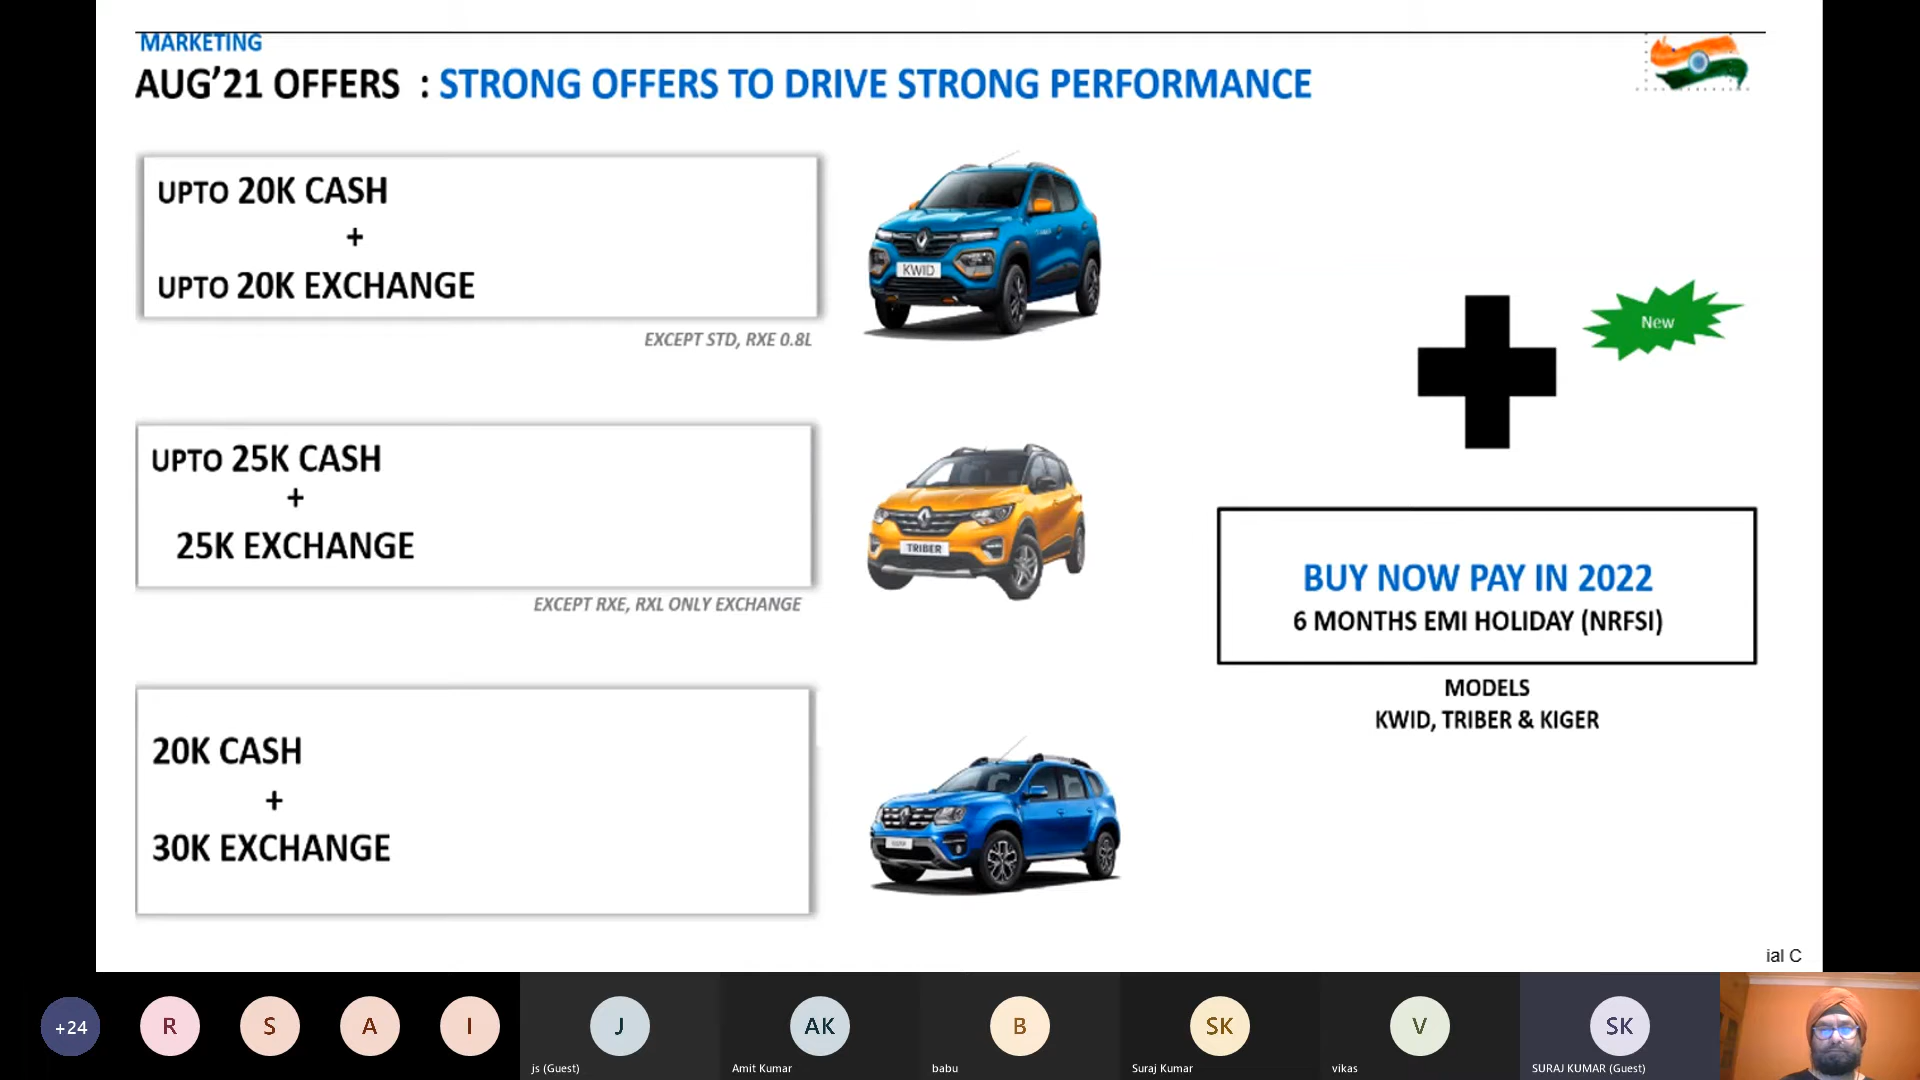 MARKETING
AUG'21 OFFERS : STRONG OFFERS TO DRIVE STRONG PERFORMANCE
UPTO 20K CASH
+
UPTO 20K EXCHANGE
EXCEPT STD, RXE 0.8L
KWID
New
UPTO 25K CASH
+
25K EXCHANGE
EXCEPT RXE, RXL ONLY EXCHANGE
TRIBER
BUY NOW PAY IN 2022
6 MONTHS EMI HOLIDAY (NRFSI)
MODELS
KWID, TRIBER & KIGER
20K CASH
+
30K EXCHANGE
ial C
+24
R
S
A
I
J
AK
B
SK
V
SK
js (Guest)
Amit Kumar
babu
Suraj Kumar
vikas
SURAJ KUMAR (Guest)